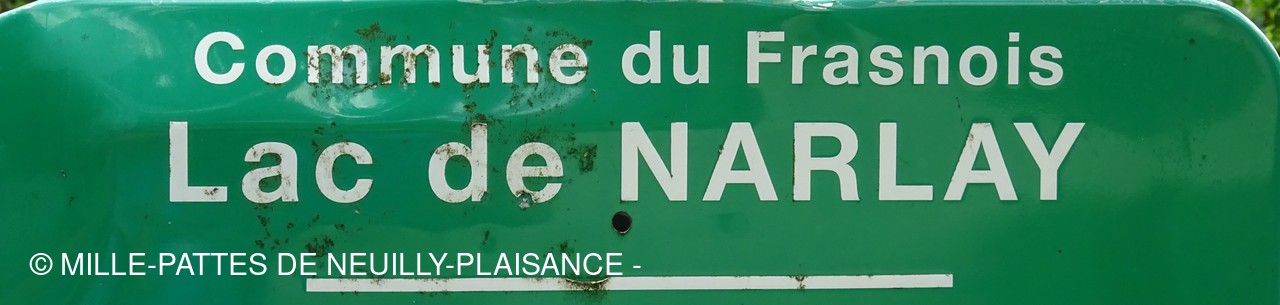 Commune du Frasnois
Lac de NARLAY
© MILLE-PATTES DE NEUILLY-PLAISANCE -